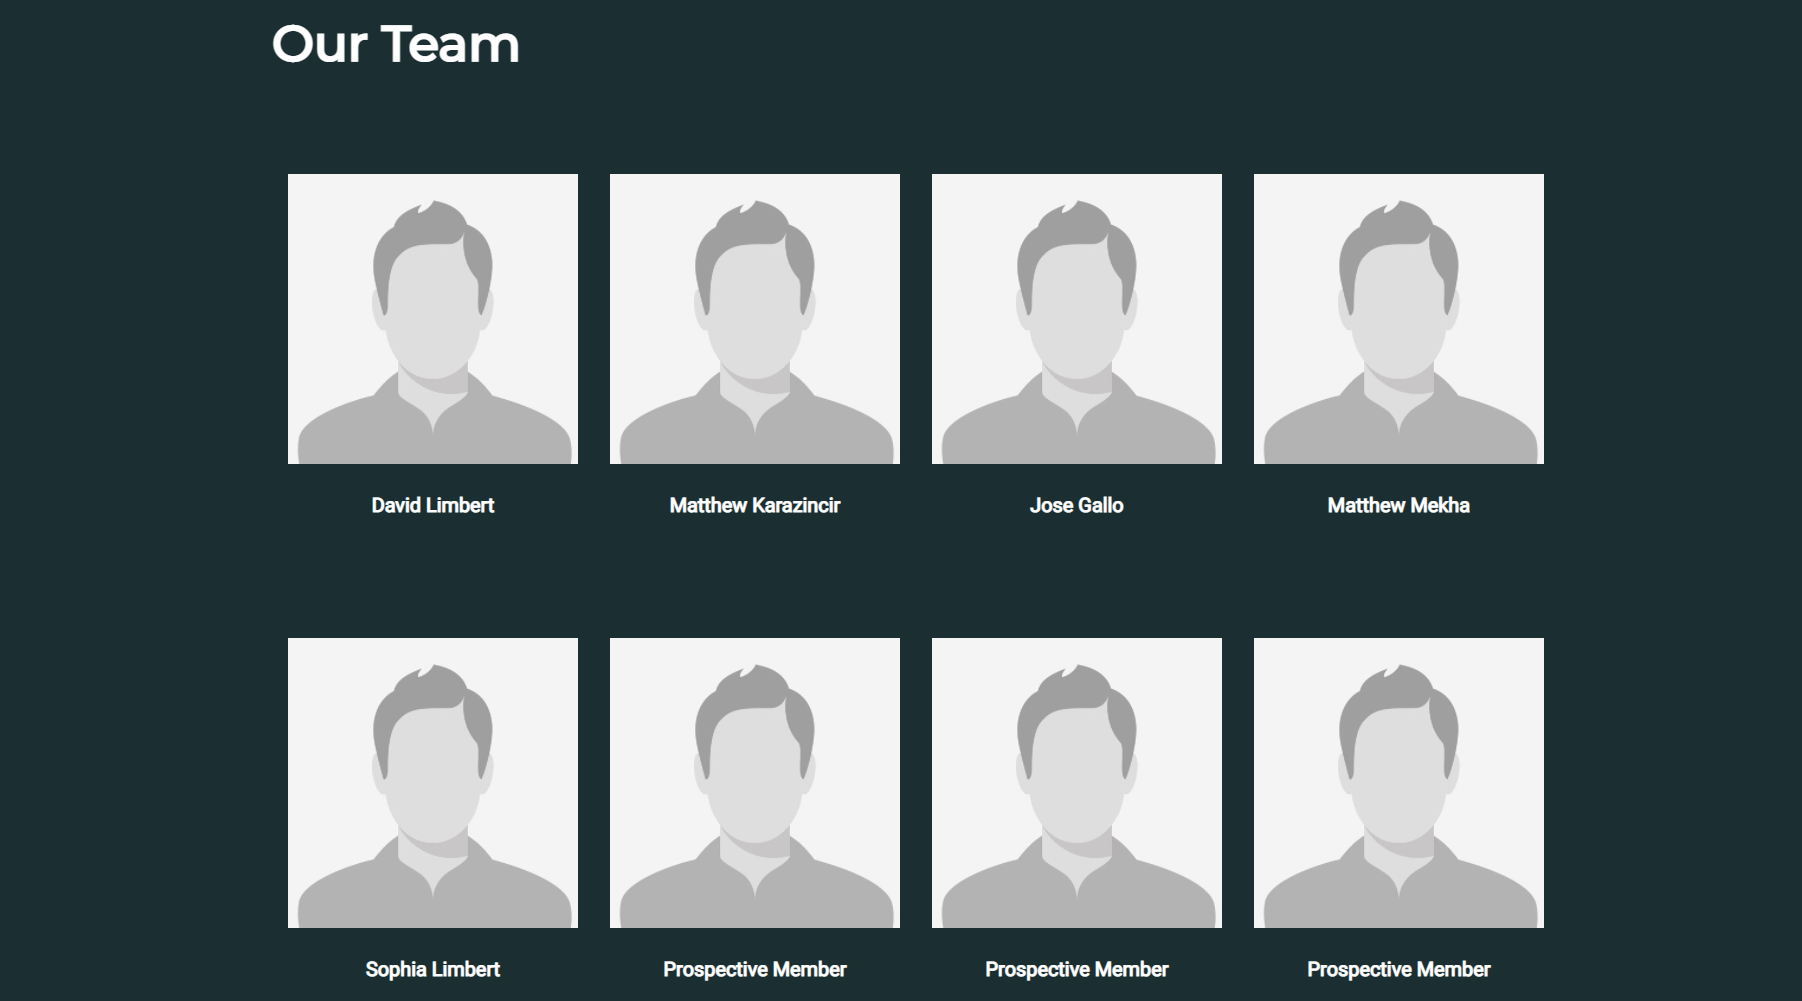 Our Team
David Limbert
Matthew Karazincir
Jose Gallo
Matthew Mekha
Sophia Limbert
Prospective Member
Prospective Member
Prospective Member